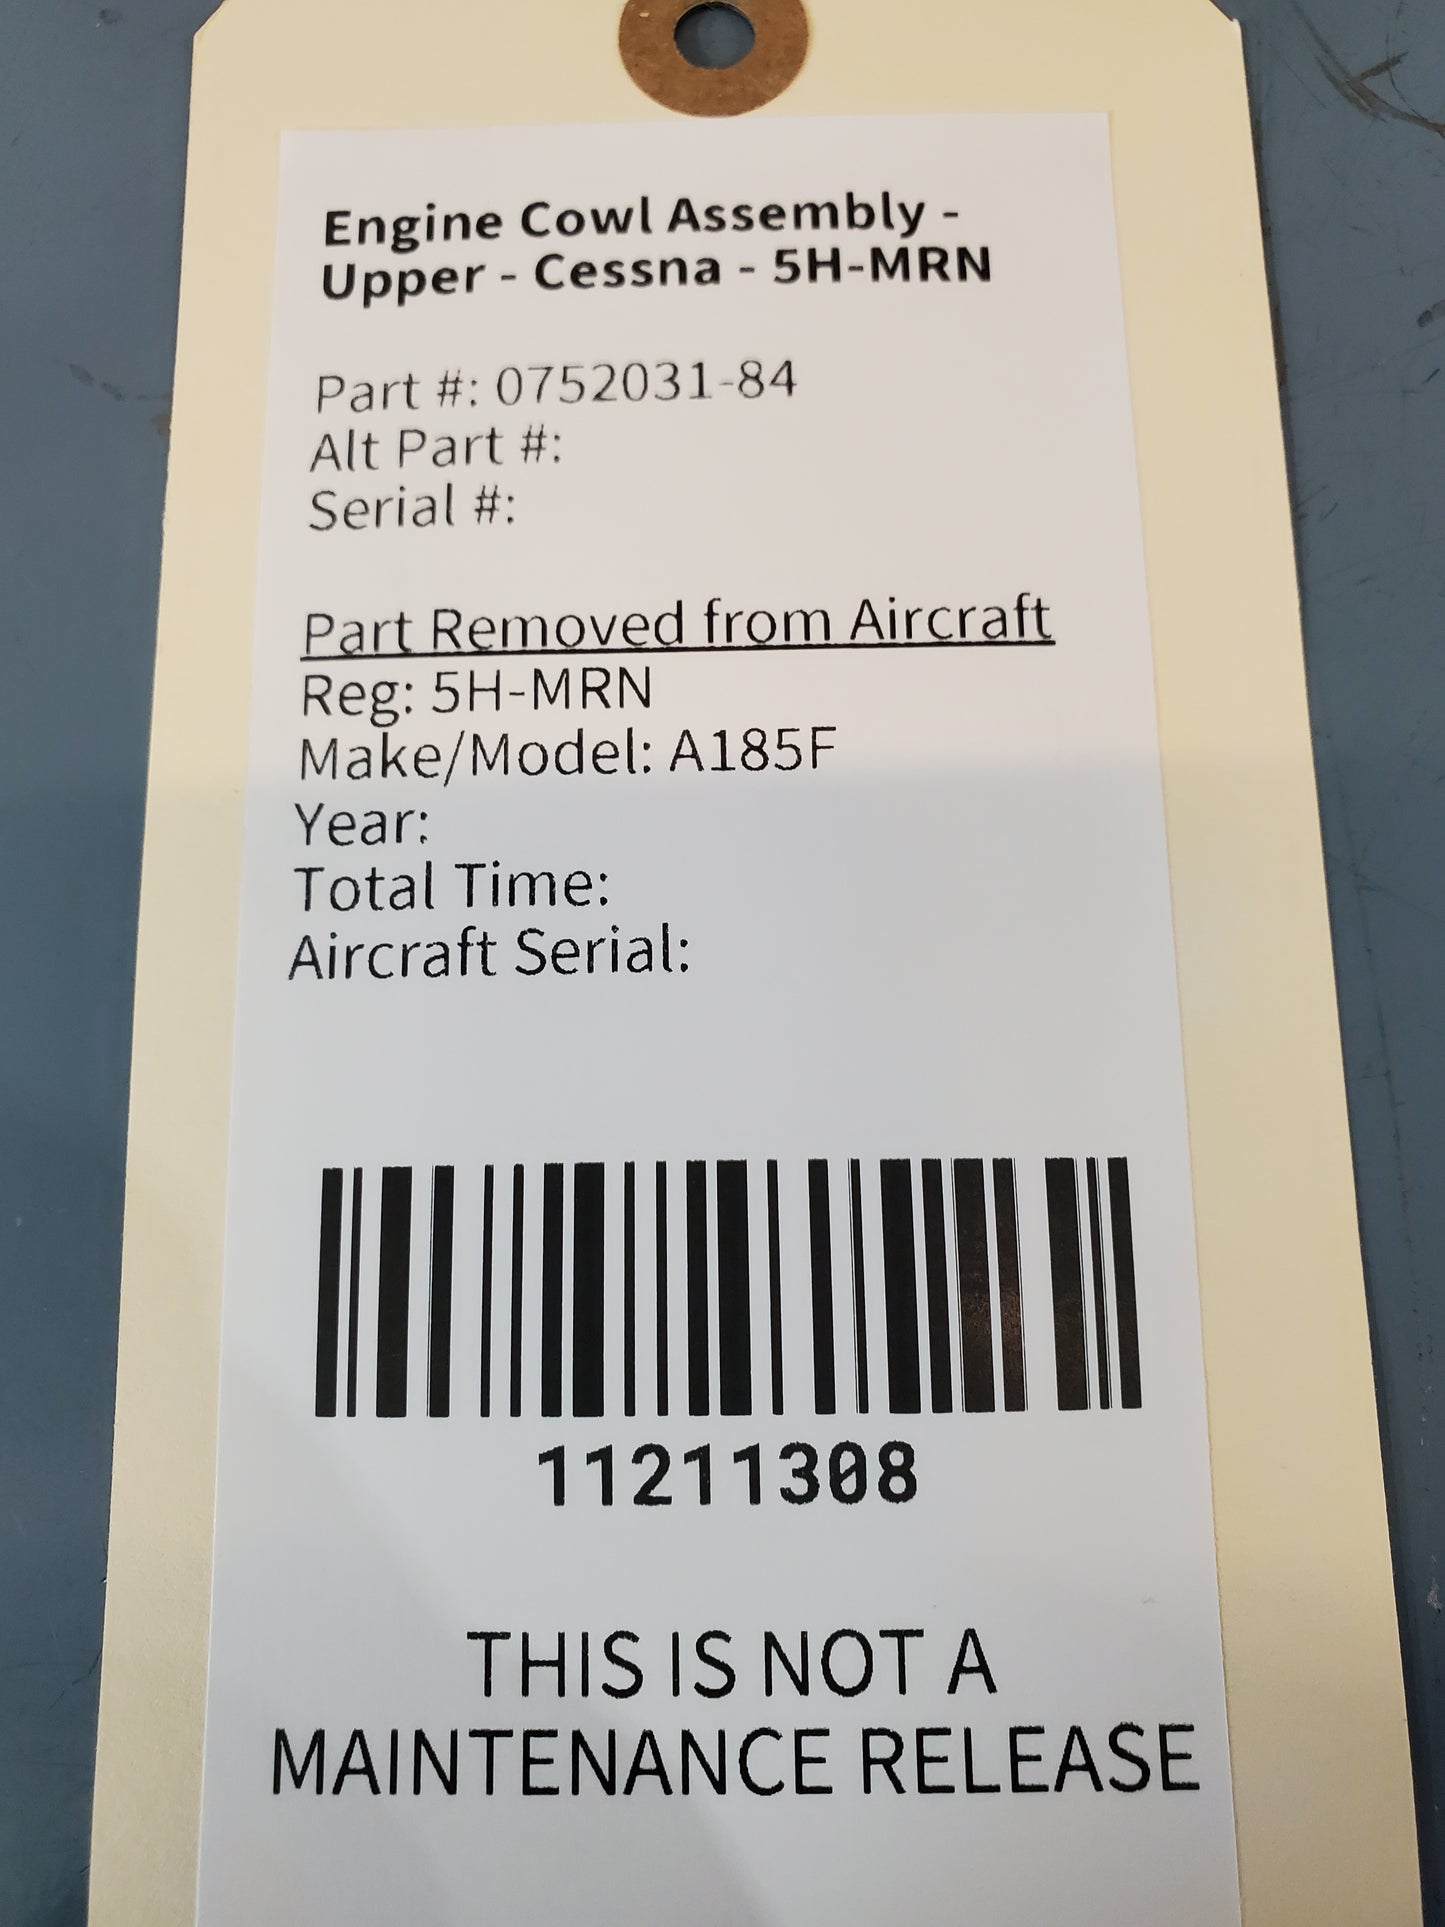 Engine Cowl Assembly -
Upper - Cessna - 5H-MRN
Part #: 0752031-84
Alt Part #:
Serial #:
Part Removed from Aircraft
Reg: 5H-MRN
Make/Model: A185F
Year:
Total Time:
Aircraft Serial:
11211308
THIS IS NOT A
MAINTENANCE RELEASE